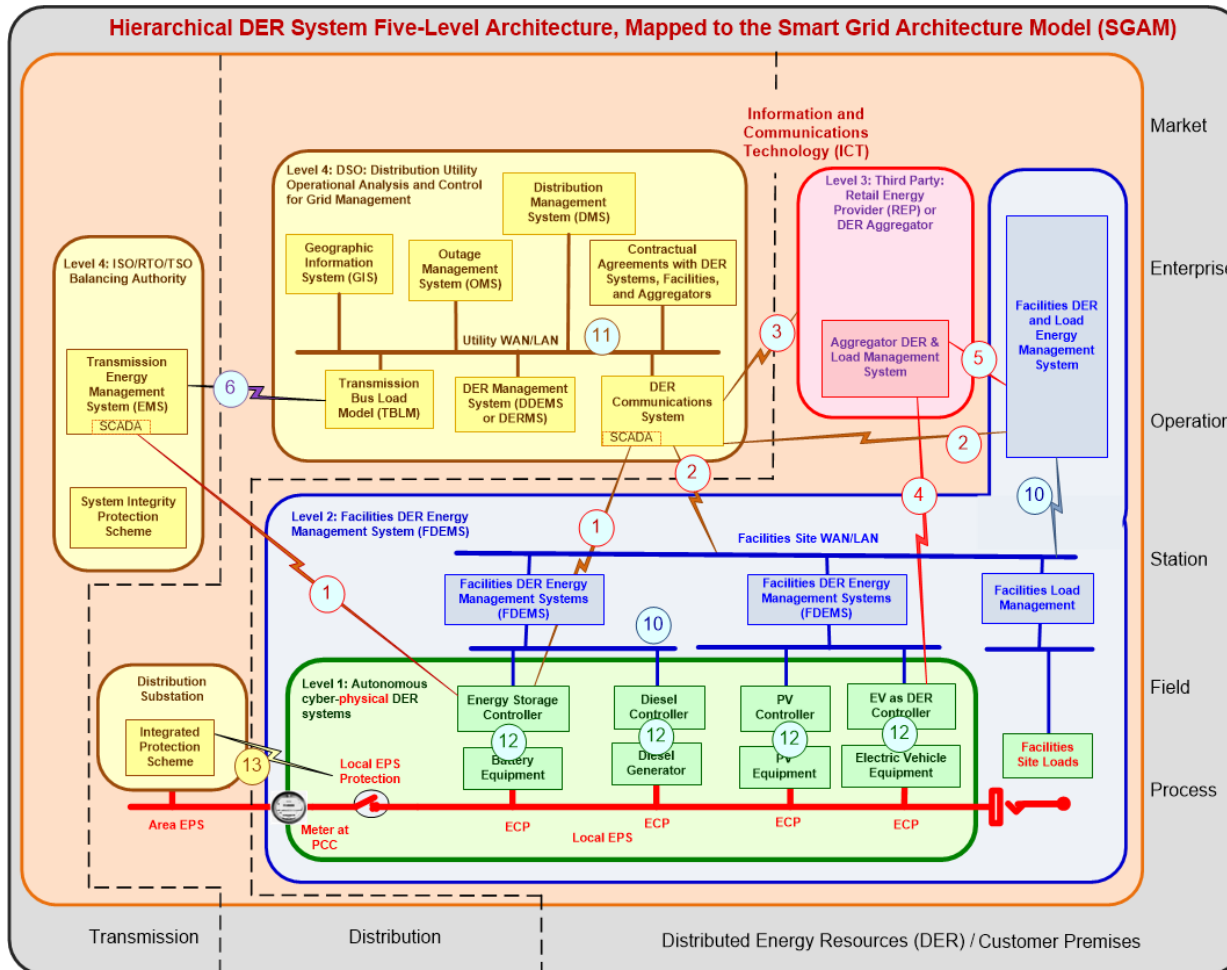 Hierarchical DER System Five-Level Architecture, Mapped to the Smart Grid Architecture Model (SGAM)
Market
Enterprise
Operation
Station
Field
Process
Information and
Communications
Technology (ICT)
Level 4: DSO: Distribution Utility
Operational Analysis and Control
for Grid Management
Distribution
Management
System (DMS)
Geographic
Information
System (GIS)
Outage
Management
System (OMS)
Contractual
Agreements with DER
Systems, Facilities,
and Aggregators
Utility WAN/LAN
11
Transmission
Bus Load
Model (TBLM)
DER Management
System (DDEMS
or DERMS)
DER
Communications
System
SCADA
Level 3: Third Party:
Retail Energy
Provider (REP) or
DER Aggregator
Aggregator DER &
Load Management
System
3
5
Facilities DER
and Load
Energy
Management
System
Level 4: ISO/RTO/TSO
Balancing Authority
Transmission
Energy
Management
System (EMS)
SCADA
6
System Integrity
Protection
Scheme
2
2
4
10
1
1
Level 2: Facilities DER Energy
Management System (FDEMS)
Facilities Site WAN/LAN
Facilities DER Energy
Management Systems
(FDEMS)
Facilities DER Energy
Management Systems
(FDEMS)
Facilities Load
Management
10
Level 1: Autonomous
cyber-physical DER
systems
Energy Storage
Controller
Diesel
Controller
PV
Controller
EV as DER
Controller
12
12
12
12
Battery
Equipment
Diesel
Generator
PV
Equipment
Electric Vehicle
Equipment
Facilities
Site Loads
Distribution
Substation
Integrated
Protection
Scheme
13
Local EPS
Protection
Area EPS
Meter at
PCC
ECP
ECP
ECP
ECP
Local EPS
Transmission
Distribution
Distributed Energy Resources (DER) / Customer Premises